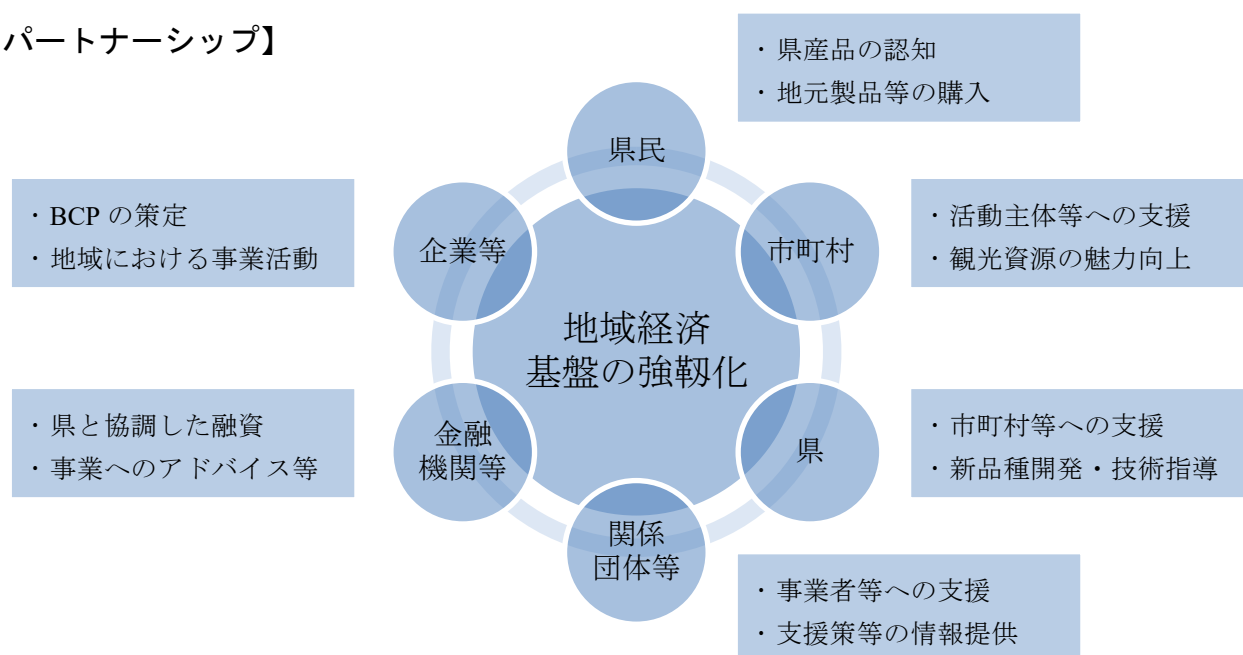 パートナーシップ】
・県産品の認知
・地元製品等の購入
県民
・BCP の策定
・地域における事業活動
企業等
市町村
・活動主体等への支援
・観光資源の魅力向上
地域経済
基盤の強靱化
・県と協調した融資
・事業へのアドバイス等
金融
機関等
県
・市町村等への支援
・新品種開発・技術指導
関係
団体等
・事業者等への支援
・支援策等の情報提供